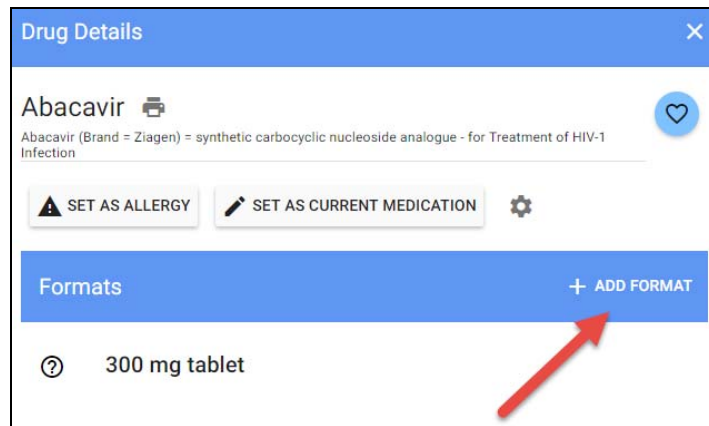 Drug Details
Abacavir
Abacavir (Brand = Ziagen) = synthetic carbocyclic nucleoside analogue - for Treatment of HIV-1
Infection
SET AS ALLERGY
SET AS CURRENT MEDICATION
Formats
+ ADD FORMAT
300 mg tablet